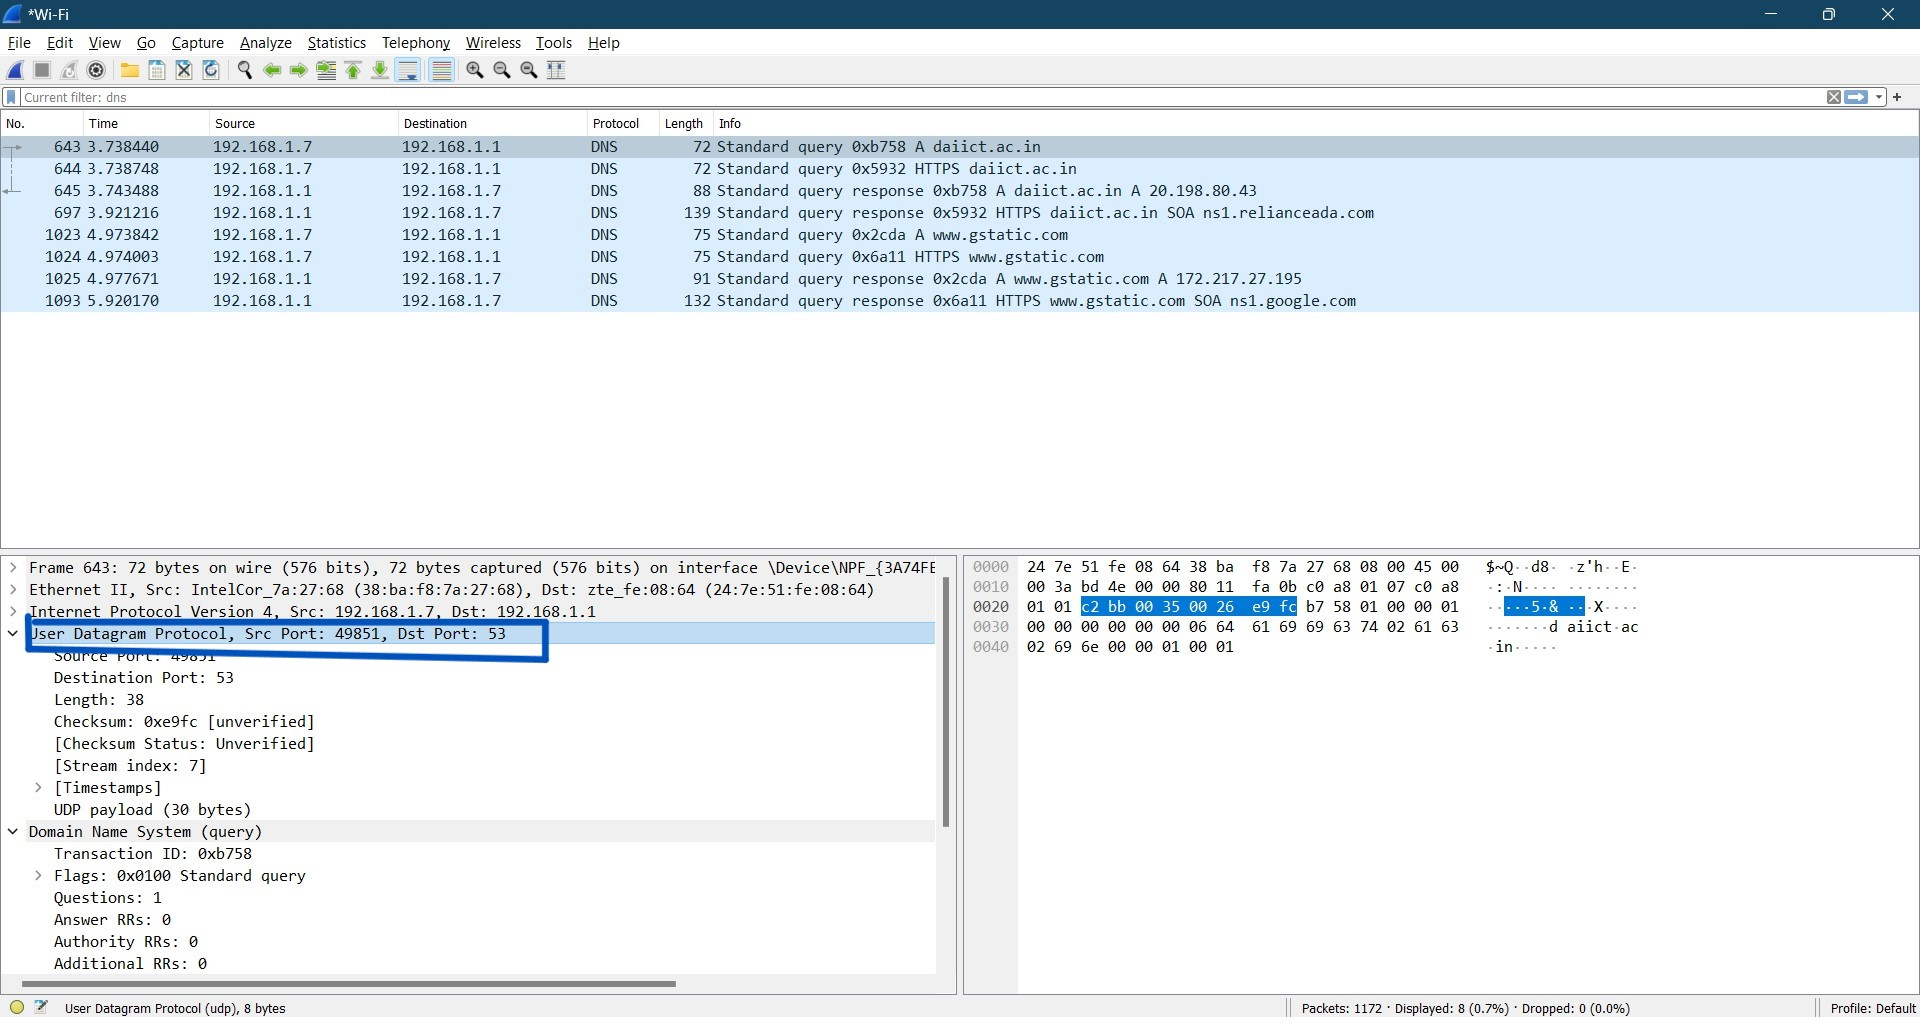 *Wi-Fi
File Edit View Go Capture Analyze Statistics Telephony Wireless Tools Help
Current filter: dns
No. Time Source Destination Protocol Length Info
643 3.738440 192.168.1.7 192.168.1.1 DNS 72 Standard query 0xb758 A daiict.ac.in
644 3.738748 192.168.1.7 192.168.1.1 DNS 72 Standard query 0x5932 HTTPS daiict.ac.in
645 3.743488 192.168.1.1 192.168.1.7 DNS 88 Standard query response 0xb758 A daiict.ac.in A 20.198.80.43
697 3.921216 192.168.1.1 192.168.1.7 DNS 139 Standard query response 0x5932 HTTPS daiict.ac.in SOA ns1.relianceada.com
1023 4.973842 192.168.1.7 192.168.1.1 DNS 75 Standard query 0x2cda A www.gstatic.com
1024 4.974003 192.168.1.7 192.168.1.1 DNS 75 Standard query 0x6a11 HTTPS www.gstatic.com
1025 4.977671 192.168.1.1 192.168.1.7 DNS 91 Standard query response 0x2cda A www.gstatic.com A 172.217.27.195
1093 5.920170 192.168.1.1 192.168.1.7 DNS 132 Standard query response 0x6a11 HTTPS www.gstatic.com SOA ns1.google.com
Frame 643: 72 bytes on wire (576 bits), 72 bytes captured (576 bits) on interface \Device\NPF_{3A74FE
Ethernet II, Src: IntelCor_7a:27:68 (38:ba:f8:7a:27:68), Dst: zte_fe:08:64 (24:7e:51:fe:08:64)
Internet Protocol Version 4, Src: 192.168.1.7, Dst: 192.168.1.1
User Datagram Protocol, Src Port: 49851, Dst Port: 53
Source Port: 49851
Destination Port: 53
Length: 38
Checksum: 0xe9fc [unverified]
[Checksum Status: Unverified]
[Stream index: 7]
[Timestamps]
UDP payload (30 bytes)
Domain Name System (query)
Transaction ID: 0xb758
Flags: 0x0100 Standard query
Questions: 1
Answer RRs: 0
Authority RRs: 0
Additional RRs: 0
0000 24 7e 51 fe 08 64 38 ba f8 7a 27 68 08 00 45 00 $~Q··d8· ·z'h··E·
0010 00 3a bd 4e 00 00 80 11 fa 0b c0 a8 01 07 c0 a8 ·:·N···· ········
0020 01 01 c2 bb 00 35 00 26 e9 fc b7 58 01 00 00 01 ·····5·& ···X····
0030 00 00 00 00 00 00 06 64 61 69 69 63 74 02 61 63 ·······d aiict·ac
0040 02 69 6e 00 00 01 00 01 ·in·····
User Datagram Protocol (udp), 8 bytes
Packets: 1172 · Displayed: 8 (0.7%) · Dropped: 0 (0.0%)
Profile: Default